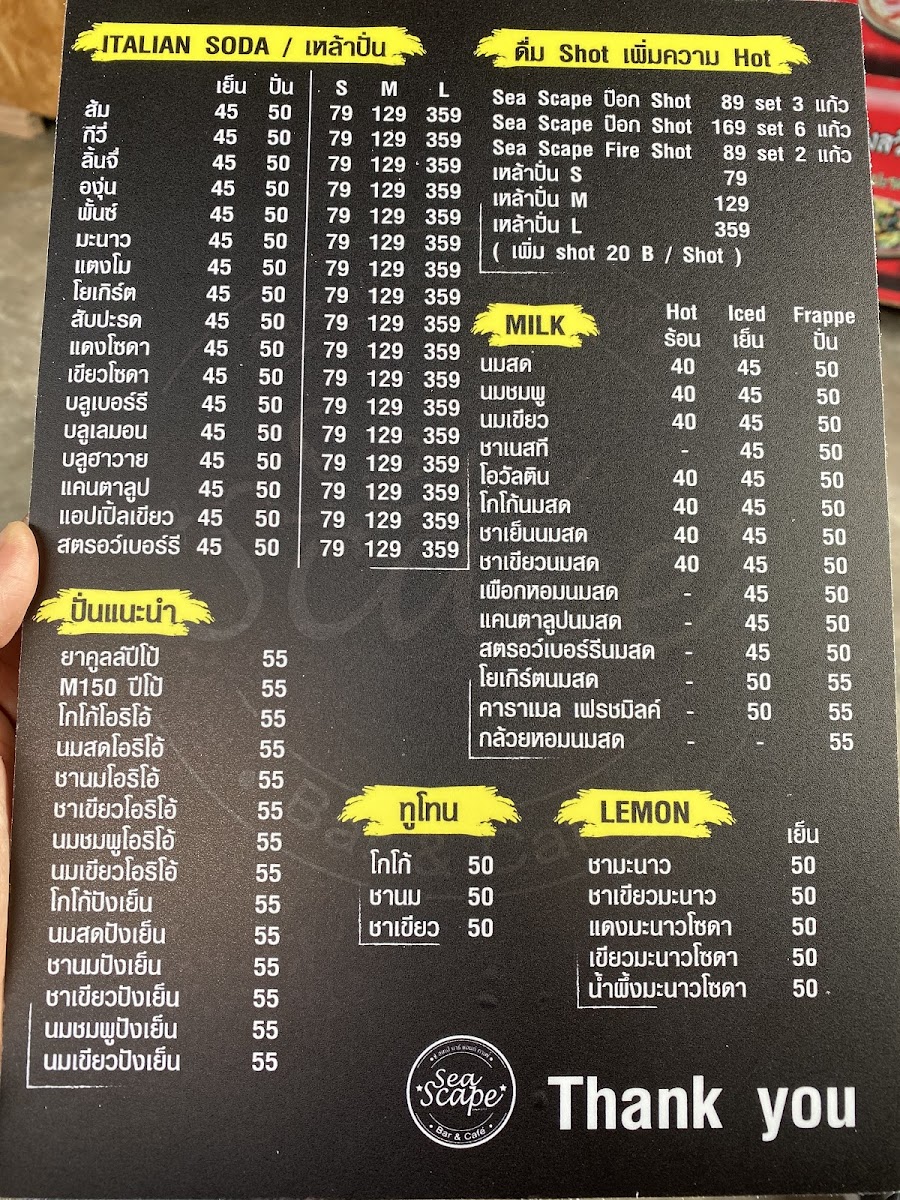 ITALIAN SODA / เหล้าปั่น
เย็น ปั่น S M L
ส้ม 45 50 79 129 359
กีวี่ 45 50 79 129 359
ลิ้นจี่ 45 50 79 129 359
องุ่น 45 50 79 129 359
พั้นซ์ 45 50 79 129 359
มะนาว 45 50 79 129 359
แตงโม 45 50 79 129 359
โยเกิร์ต 45 50 79 129 359
สับปะรด 45 50 79 129 359
แดงโซดา 45 50 79 129 359
เขียวโซดา 45 50 79 129 359
บลูเบอร์รี 45 50 79 129 359
บลูเลมอน 45 50 79 129 359
บลูฮาวาย 45 50 79 129 359
แคนตาลูป 45 50 79 129 359
แอปเปิ้ลเขียว 45 50 79 129 359
สตรอว์เบอร์รี 45 50 79 129 359
ปั่นแนะนำ
ยาคูลล์ปีโป้ 55
M150 ปีโป้ 55
โกโก้โอริโอ้ 55
นมสดโอริโอ้ 55
ชานมโอริโอ้ 55
ชาเขียวโอริโอ้ 55
นมชมพูโอริโอ้ 55
นมเขียวโอริโอ้ 55
โกโก้ปังเย็น 55
นมสดปังเย็น 55
ชานมปังเย็น 55
ชาเขียวปังเย็น 55
นมชมพูปังเย็น 55
นมเขียวปังเย็น 55
ดื่ม Shot เพิ่มความ Hot
Sea Scape ป๊อก Shot 89 set 3 แก้ว
Sea Scape ป๊อก Shot 169 set 6 แก้ว
Sea Scape Fire Shot 89 set 2 แก้ว
เหล้าปั่น S 79
เหล้าปั่น M 129
เหล้าปั่น L 359
( เพิ่ม shot 20 B / Shot )
MILK Hot Iced Frappe
ร้อน เย็น ปั่น
นมสด 40 45 50
นมชมพู 40 45 50
นมเขียว 40 45 50
ชาเนสที - 45 50
โอวัลติน 40 45 50
โกโก้นมสด 40 45 50
ชาเย็นนมสด 40 45 50
ชาเขียวนมสด 40 45 50
เผือกหอมนมสด - 45 50
แคนตาลูปนมสด - 45 50
สตรอว์เบอร์รีนมสด - 45 50
โยเกิร์ตนมสด - 50 55
คาราเมล เฟรชมิลค์ - 50 55
กล้วยหอมนมสด - - 55
ทูโทน
โกโก้ 50
ชานม 50
ชาเขียว 50
LEMON
เย็น
ชามะนาว 50
ชาเขียวมะนาว 50
แดงมะนาวโซดา 50
เขียวมะนาวโซดา 50
น้ำผึ้งมะนาวโซดา 50
Sea
Scape
Bar & Café
Thank you